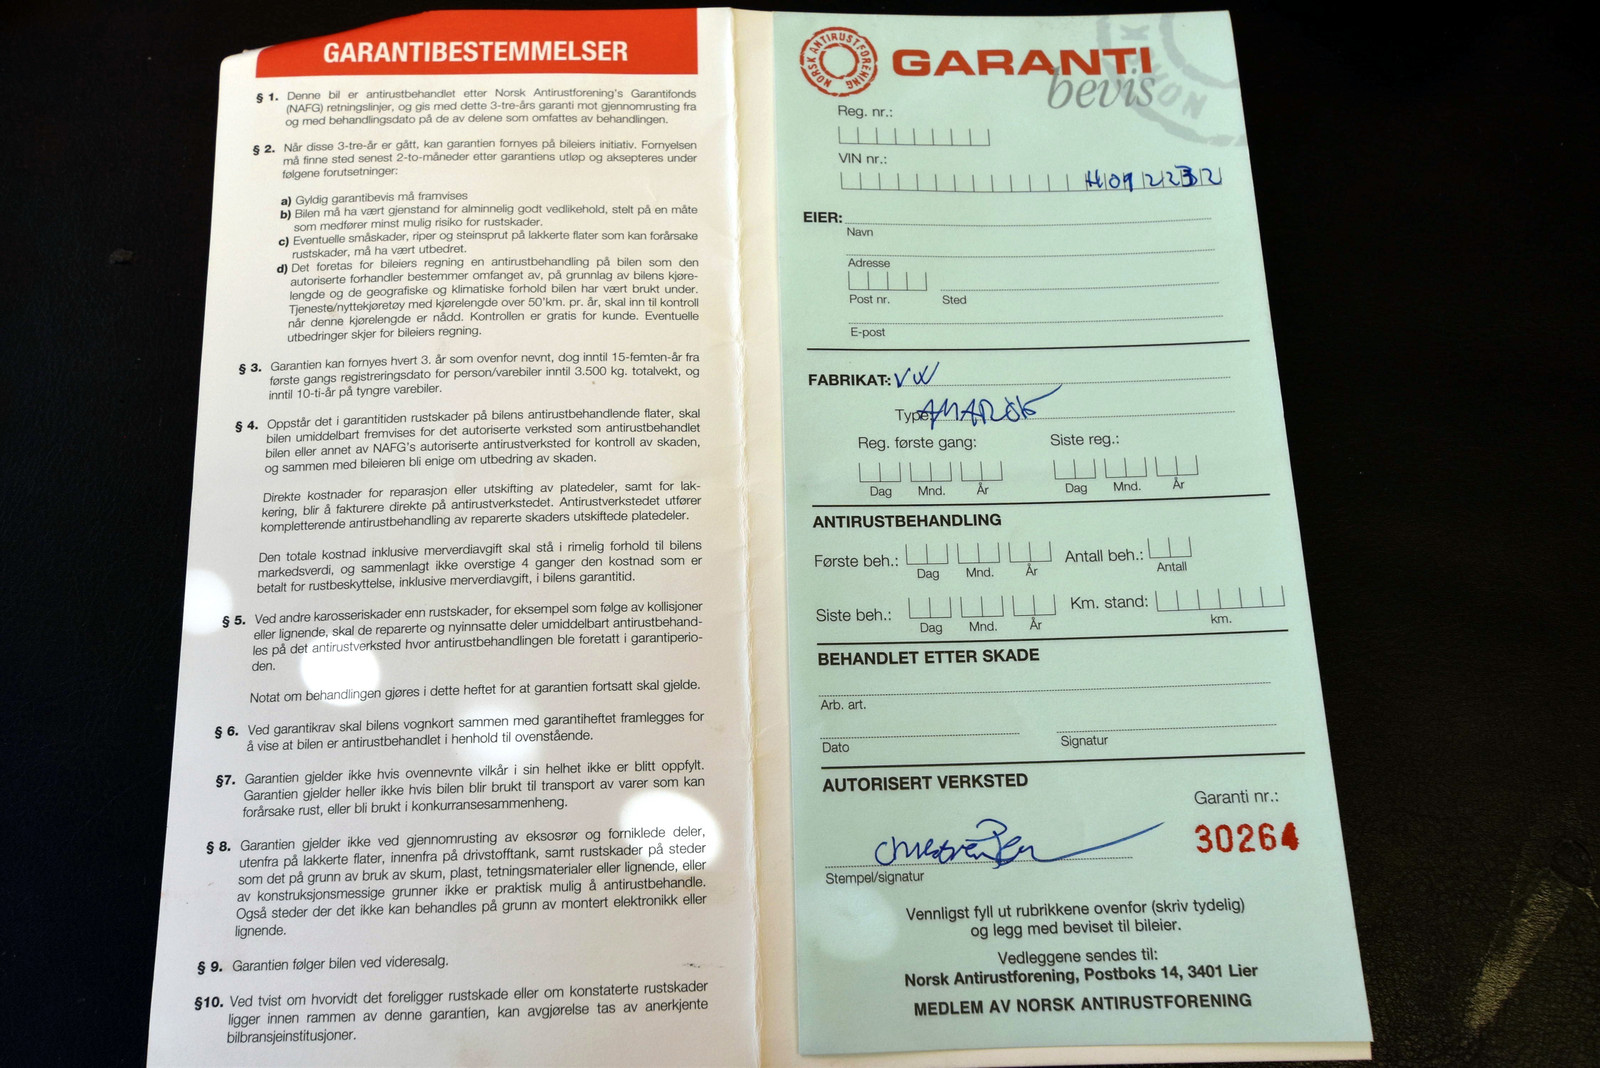 GARANTIBESTEMMELSER
§ 1. Denne bil er antirustbehandlet etter Norsk Antirustforening's Garantifonds
(NAFG) retningslinjer, og gis med dette 3-tre-års garanti mot gjennomrusting fra
og med behandlingsdato på de av delene som omfattes av behandlingen.
§ 2. Når disse 3-tre-år er gått, kan garantien fornyes på bileiers initiativ. Fornyelsen
må finne sted senest 2-to-måneder etter garantiens utløp og aksepteres under
følgene forutsetninger:
a) Gyldig garantibevis må framvises
b) Bilen må ha vært gjenstand for alminnelig godt vedlikehold, stelt på en måte
som medfører minst mulig risiko for rustskader.
c) Eventuelle småskader, riper og steinsprut på lakkerte flater som kan forårsake
rustskader, må ha vært utbedret.
d) Det foretas for bileiers regning en antirustbehandling på bilen som den
autoriserte forhandler bestemmer omfanget av, på grunnlag av bilens kjøre-
lengde og de geografiske og klimatiske forhold bilen har vært brukt under.
Tjeneste/nyttekjøretøy med kjørelengde over 50'km. pr. år, skal inn til kontroll
når denne kjørelengde er nådd. Kontrollen er gratis for kunde. Eventuelle
utbedringer skjer for bileiers regning.
§ 3. Garantien kan fornyes hvert 3. år som ovenfor nevnt, dog inntil 15-femten-år fra
første gangs registreringsdato for person/varebiler inntil 3.500 kg. totalvekt, og
inntil 10-ti-år på tyngre varebiler.
§ 4. Oppstår det i garantitiden rustskader på bilens antirustbehandlende flater, skal
bilen umiddelbart fremvises for det autoriserte verksted som antirustbehandlet
bilen eller annet av NAFG's autoriserte antirustverksted for kontroll av skaden,
og sammen med bileieren bli enige om utbedring av skaden.
Direkte kostnader for reparasjon eller utskifting av platedeler, samt for lak-
kering, blir å fakturere direkte på antirustverkstedet. Antirustverkstedet utfører
kompletterende antirustbehandling av reparerte skaders utskiftede platedeler.
Den totale kostnad inklusive merverdiavgift skal stå i rimelig forhold til bilens
markedsverdi, og sammenlagt ikke overstige 4 ganger den kostnad som er
betalt for rustbeskyttelse, inklusive merverdiavgift, i bilens garantitid.
§ 5. Ved andre karosseriskader enn rustskader, for eksempel som følge av kollisjoner
eller lignende, skal de reparerte og nyinnsatte deler umiddelbart antirustbehand-
les på det antirustverksted hvor antirustbehandlingen ble foretatt i garantiperio-
den.
Notat om behandlingen gjøres i dette heftet for at garantien fortsatt skal gjelde.
§ 6. Ved garantikrav skal bilens vognkort sammen med garantiheftet framlegges for
å vise at bilen er antirustbehandlet i henhold til ovenstående.
§7. Garantien gjelder ikke hvis ovennevnte vilkår i sin helhet ikke er blitt oppfylt.
Garantien gjelder heller ikke hvis bilen blir brukt til transport av varer som kan
forårsake rust, eller bli brukt i konkurransesammenheng.
§ 8. Garantien gjelder ikke ved gjennomrusting av eksosrør og forniklede deler,
utenfra på lakkerte flater, innenfra på drivstofftank, samt rustskader på steder
som det på grunn av bruk av skum, plast, tetningsmaterialer eller lignende, eller
av konstruksjonsmessige grunner ikke er praktisk mulig å antirustbehandle.
Også steder der det ikke kan behandles på grunn av montert elektronikk eller
lignende.
§ 9. Garantien følger bilen ved videresalg.
§10. Ved tvist om hvorvidt det foreligger rustskade eller om konstaterte rustskader
ligger innen rammen av denne garantien, kan avgjørelse tas av anerkjente
bilbransjeinstitusjoner.
NORSK ANTIRUSTFORENING
GARANTI
bevis
Reg. nr.:
VIN nr.:
H092232
EIER:
Navn
Adresse
Post nr. Sted
E-post
FABRIKAT: VW
Type: AMAROK
Reg. første gang: Siste reg.:
Dag Mnd. År Dag Mnd. År
ANTIRUSTBEHANDLING
Første beh.: Antall beh.:
Dag Mnd. År Antall
Siste beh.: Km. stand:
Dag Mnd. År km.
BEHANDLET ETTER SKADE
Arb. art.
Dato Signatur
AUTORISERT VERKSTED
Garanti nr.:
30264
Stempel/signatur
Vennligst fyll ut rubrikkene ovenfor (skriv tydelig)
og legg med beviset til bileier.
Vedleggene sendes til:
Norsk Antirustforening, Postboks 14, 3401 Lier
MEDLEM AV NORSK ANTIRUSTFORENING